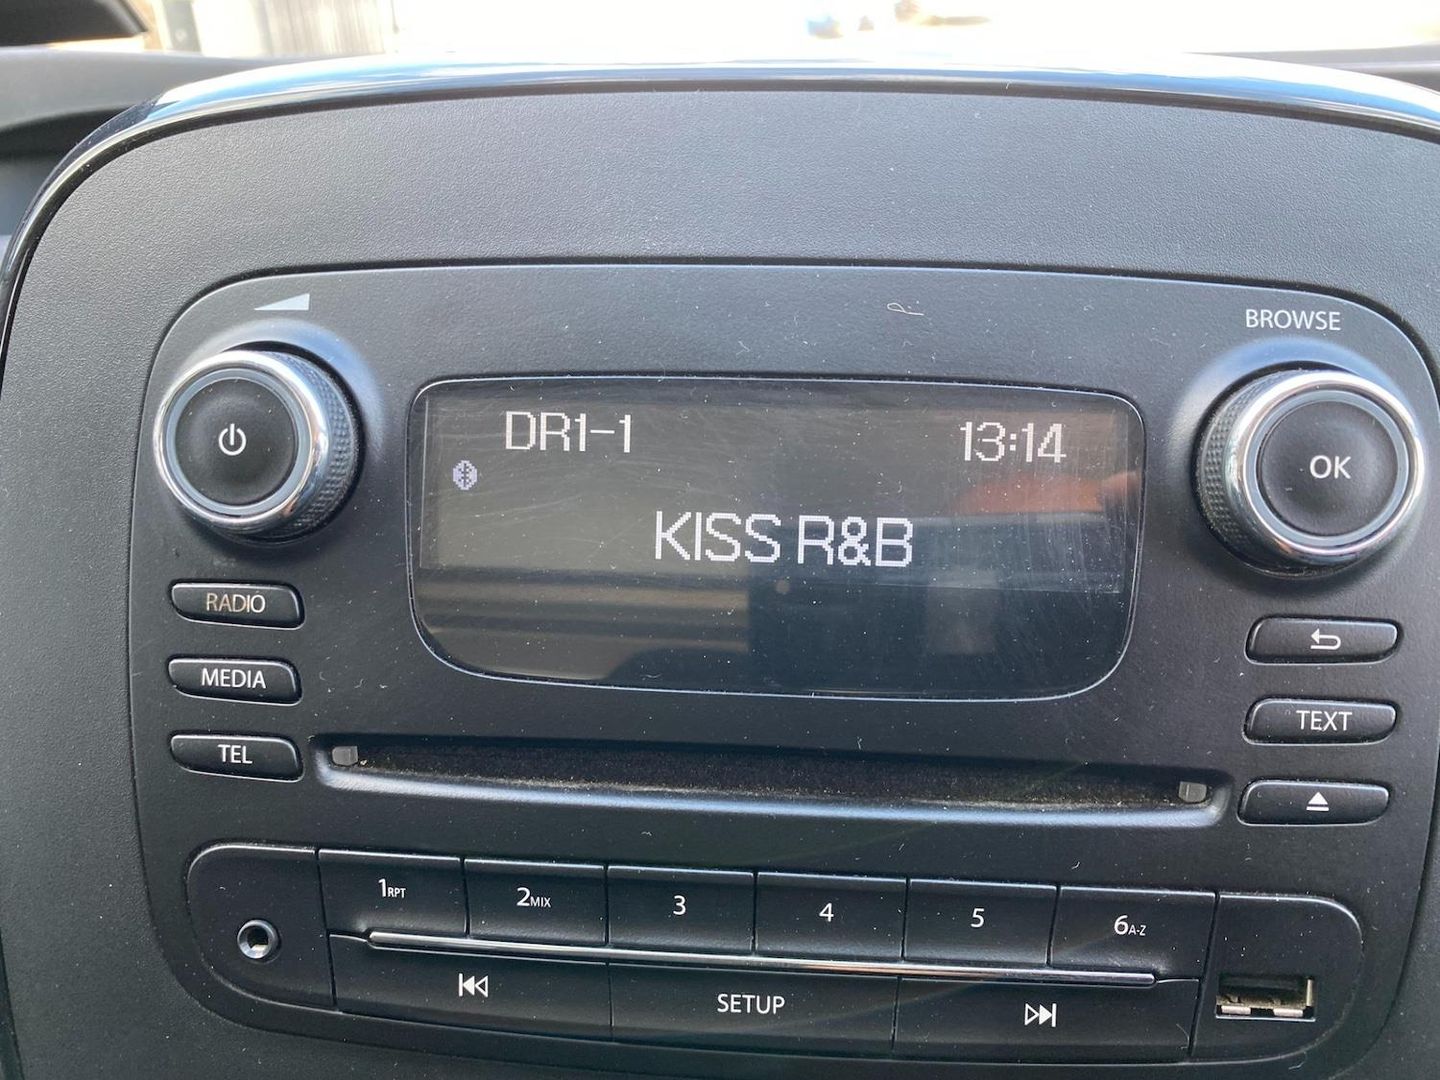 BROWSE
DR1-1 13:14
OK
KISS R&B
RADIO
MEDIA
TEXT
TEL
1RPT 2MIX 3 4 5 6A-Z
SETUP